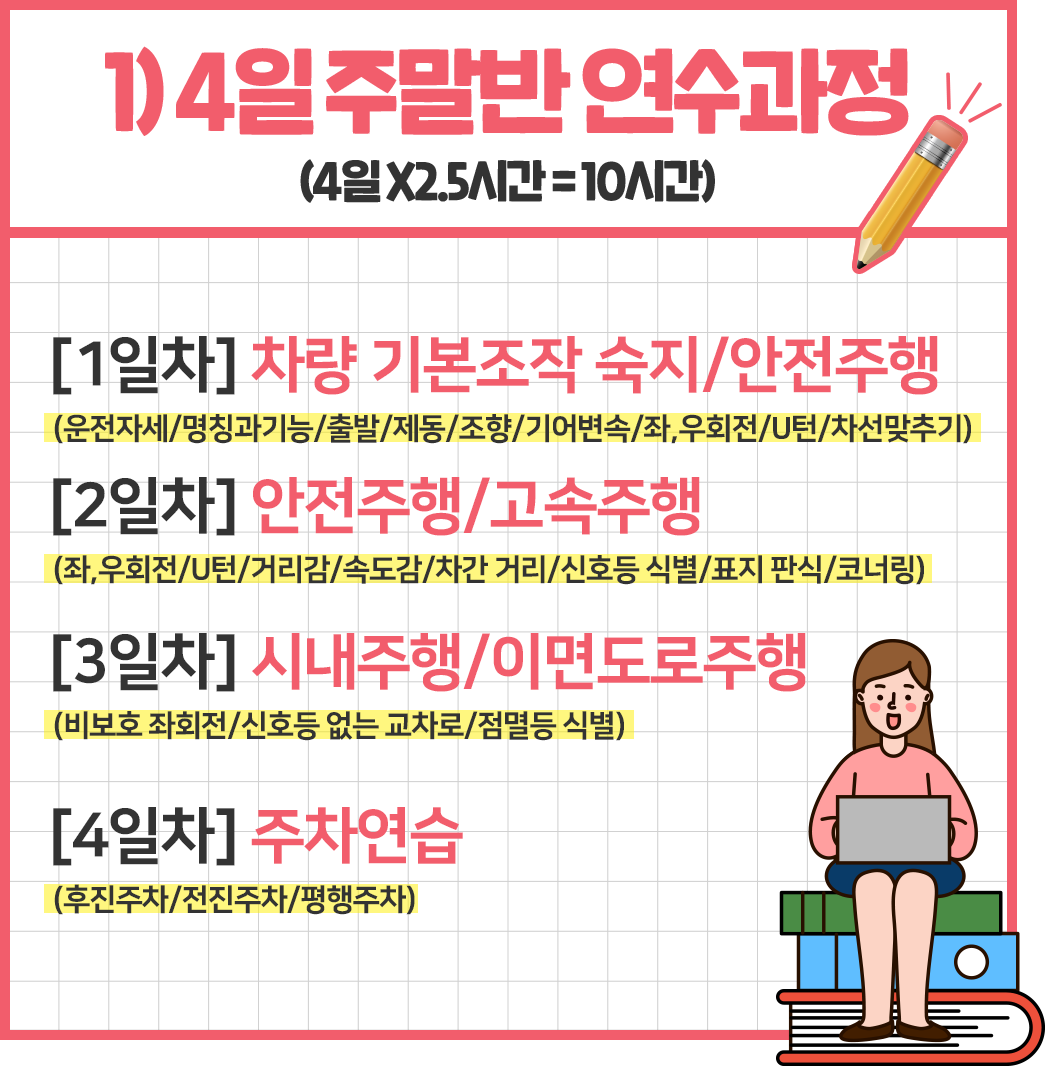 1) 4일 주말반 연수과정
(4일 X2.5시간 = 10시간)
[1일차] 차량 기본조작 숙지/안전주행
(운전자세/명칭과기능/출발/제동/조향/기어변속/좌,우회전/U턴/차선맞추기)
[2일차] 안전주행/고속주행
(좌,우회전/U턴/거리감/속도감/차간 거리/신호등 식별/표지 판식/코너링)
[3일차] 시내주행/이면도로주행
(비보호 좌회전/신호등 없는 교차로/점멸등 식별)
[4일차] 주차연습
(후진주차/전진주차/평행주차)